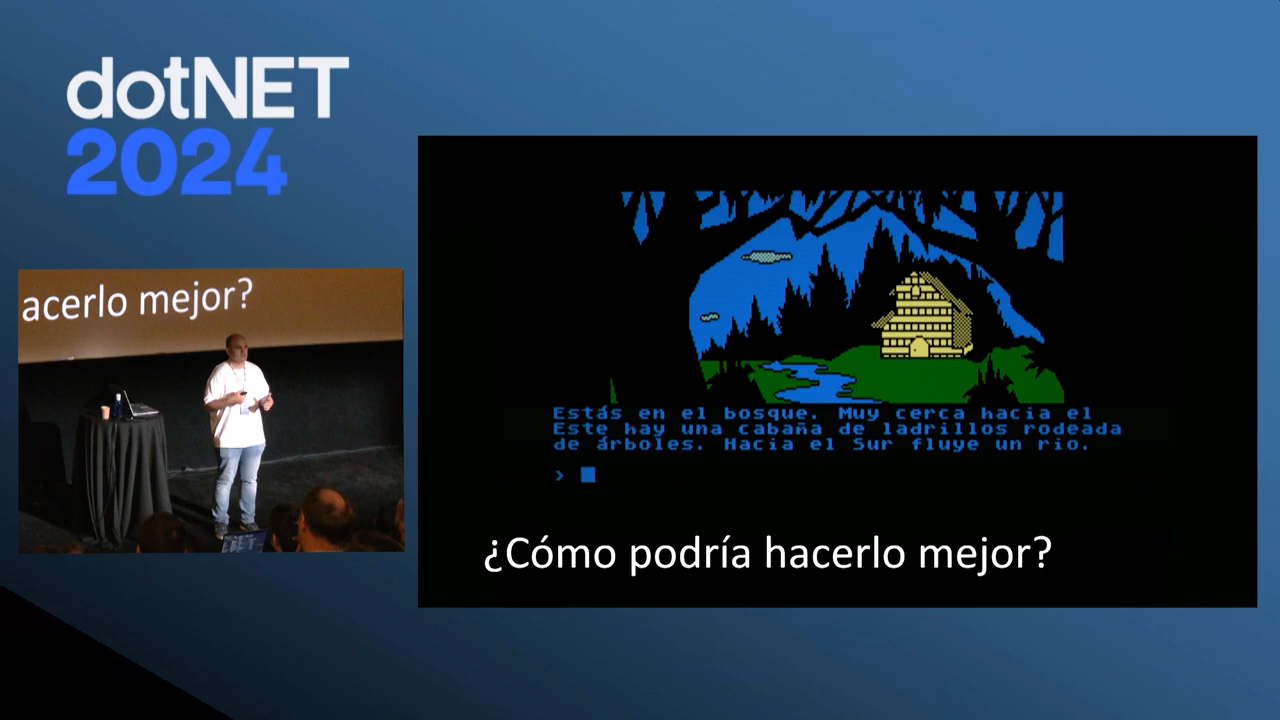 dotNET
2024
acerlo mejor?
Estás en el bosque. Muy cerca hacia el
Este hay una cabaña de ladrillos rodeada
de árboles. Hacia el Sur fluye un rio.
>
¿Cómo podría hacerlo mejor?